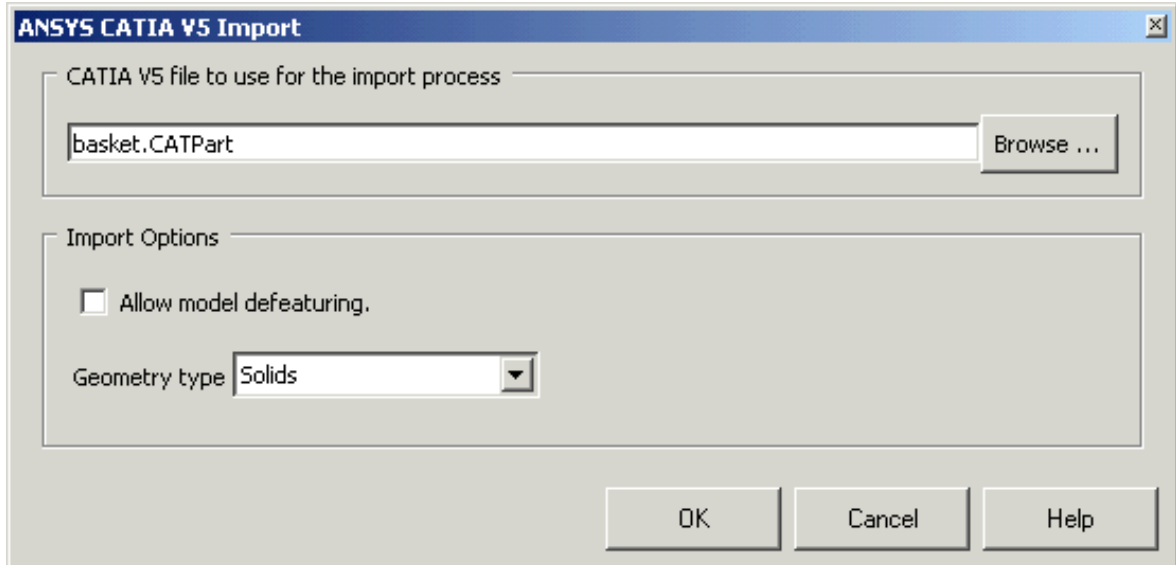 ANSYS CATIA V5 Import
CATIA V5 file to use for the import process
basket.CATPart
Browse ...
Import Options
Allow model defeaturing.
Geometry type Solids
OK Cancel Help